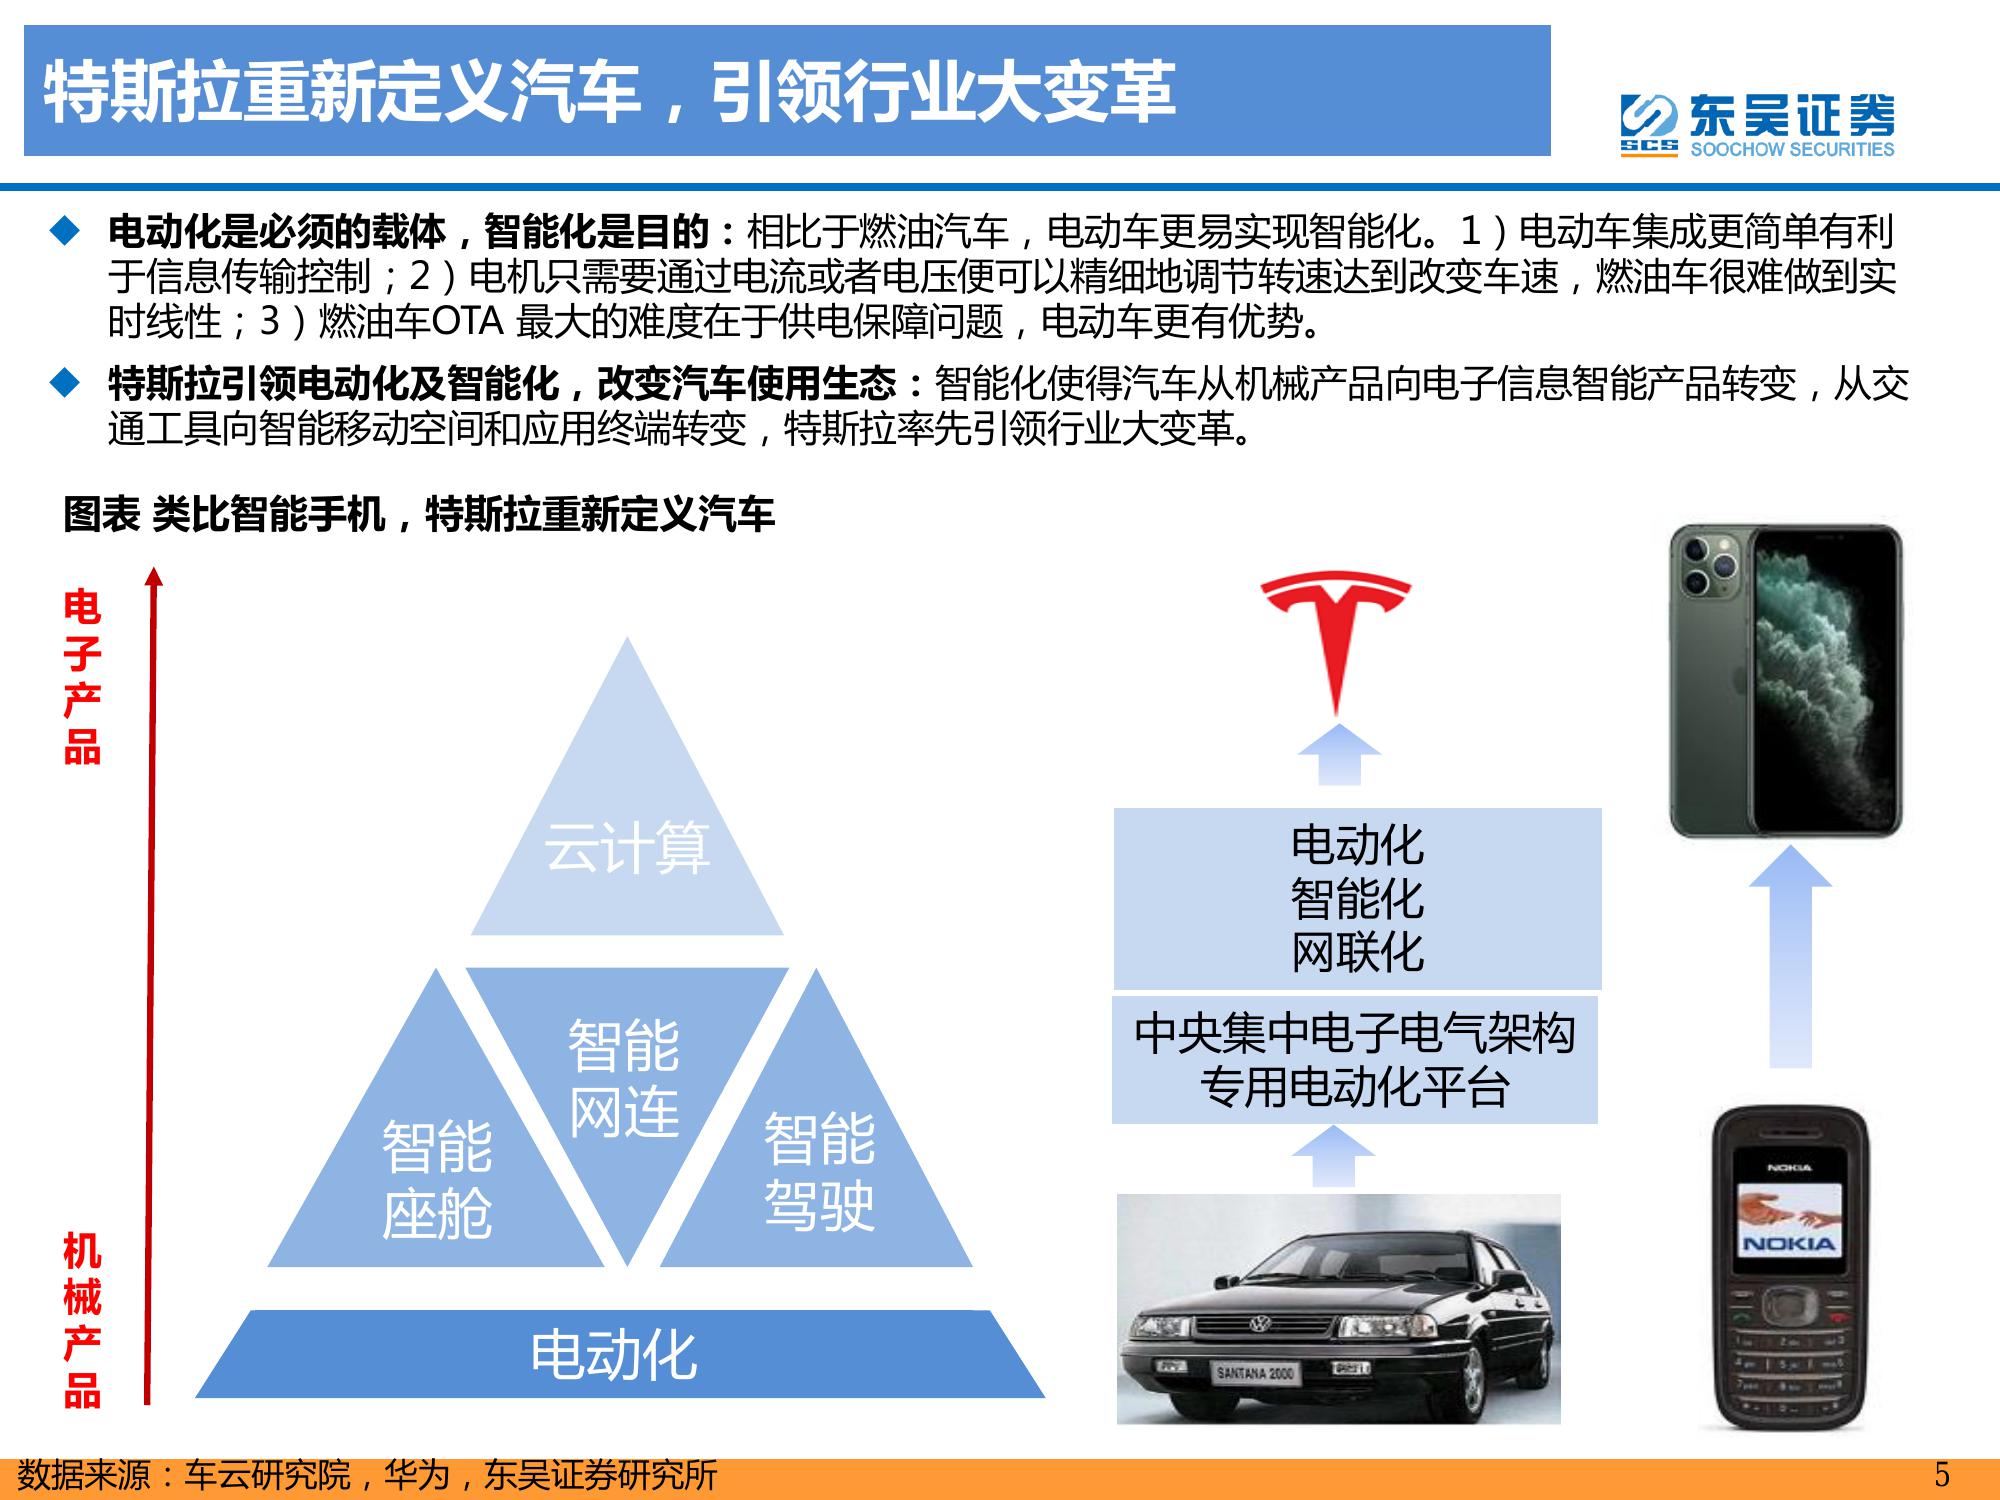 特斯拉重新定义汽车，引领行业大变革
SCS
东吴证券
SOOCHOW SECURITIES
电动化是必须的载体，智能化是目的：相比于燃油汽车，电动车更易实现智能化。1）电动车集成更简单有利
于信息传输控制；2）电机只需要通过电流或者电压便可以精细地调节转速达到改变车速，燃油车很难做到实
时线性；3）燃油车OTA 最大的难度在于供电保障问题，电动车更有优势。
特斯拉引领电动化及智能化，改变汽车使用生态：智能化使得汽车从机械产品向电子信息智能产品转变，从交
通工具向智能移动空间和应用终端转变，特斯拉率先引领行业大变革。
图表 类比智能手机，特斯拉重新定义汽车
电子产品
机械产品
云计算
智能
网连
智能
座舱
智能
驾驶
电动化
电动化
智能化
网联化
中央集中电子电气架构
专用电动化平台
SANTANA 2000
NOKIA
NOKIA
数据来源：车云研究院，华为，东吴证券研究所
5